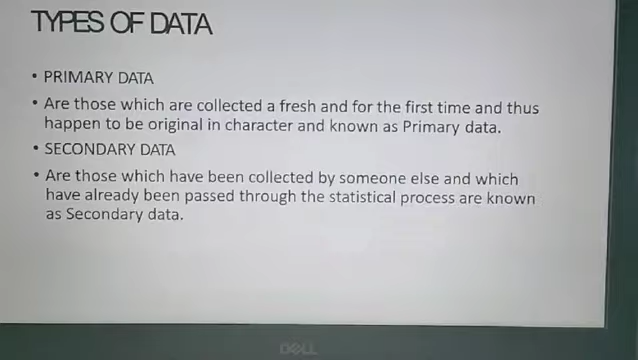 TYPES OF DATA
• PRIMARY DATA
• Are those which are collected a fresh and for the first time and thus
happen to be original in character and known as Primary data.
• SECONDARY DATA
• Are those which have been collected by someone else and which
have already been passed through the statistical process are known
as Secondary data.
DELL